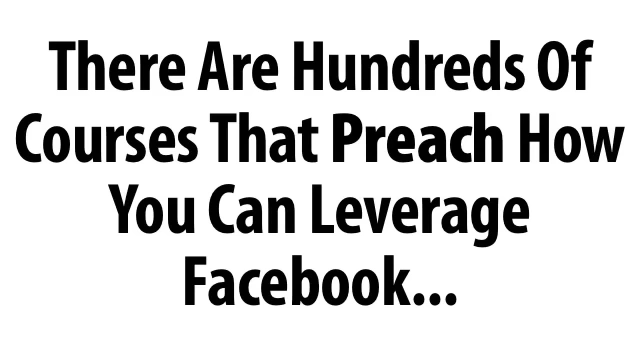 There Are Hundreds Of
Courses That Preach How
You Can Leverage
Facebook...